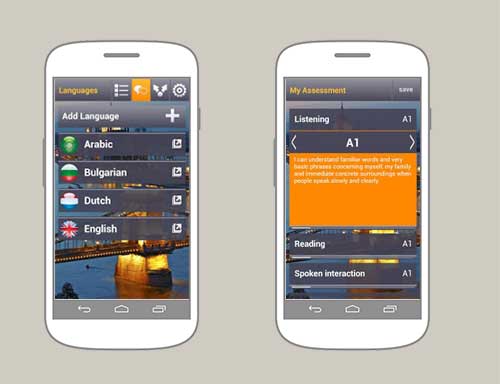 Languages
Add Language
Arabic
Bulgarian
Dutch
English
My Assessment
save
Listening
A1
A1
I can understand familiar words and very
basic phrases concerning myself, my family
and immediate concrete surroundings when
people speak slowly and clearly
Reading
A1
Spoken interaction
A1